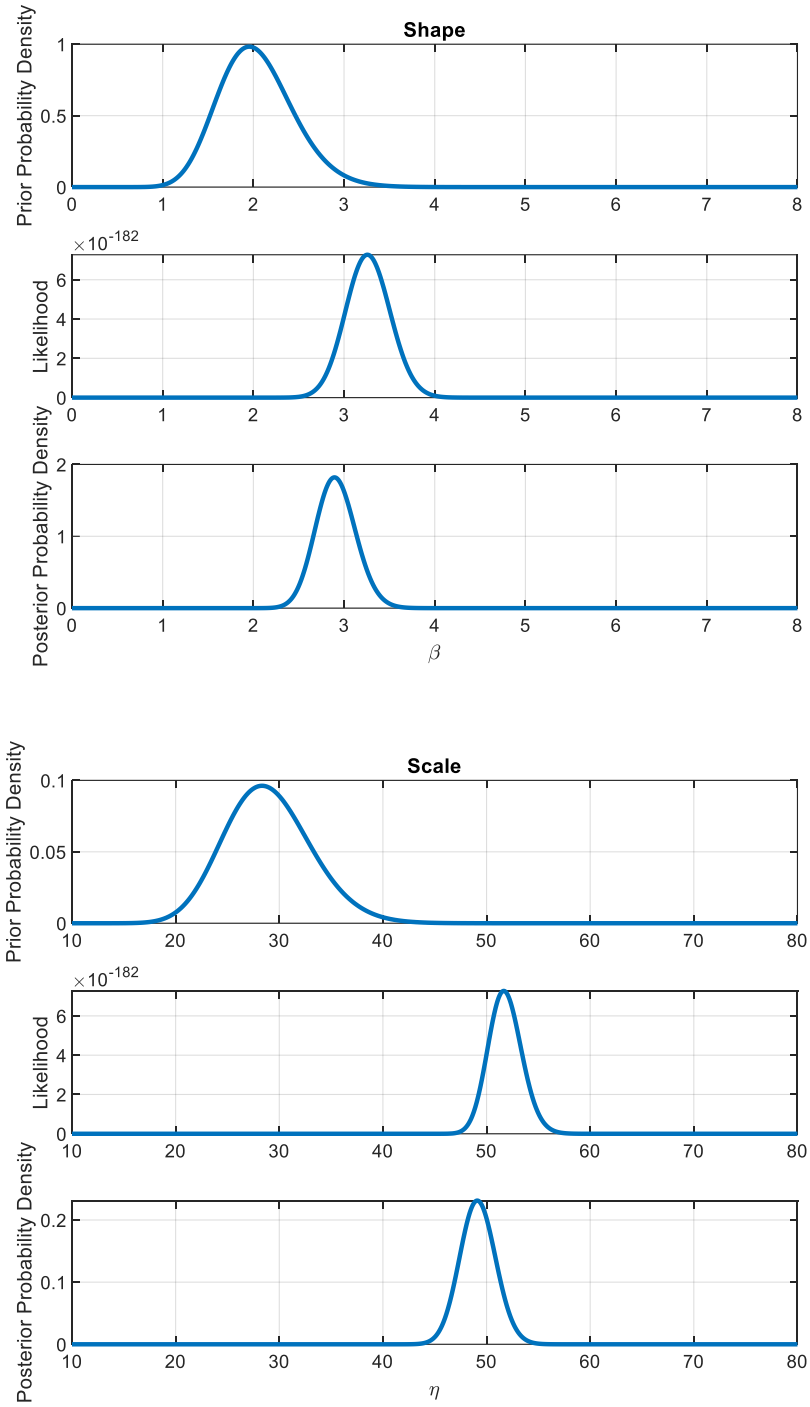 Shape
Prior Probability Density
1
0.5
0
0 1 2 3 4 5 6 7 8
×10-182
Likelihood
6
4
2
0
0 1 2 3 4 5 6 7 8
Posterior Probability Density
2
1
0
0 1 2 3 4 5 6 7 8
β
Scale
Prior Probability Density
0.1
0.05
0
10 20 30 40 50 60 70 80
×10-182
Likelihood
6
4
2
0
10 20 30 40 50 60 70 80
Posterior Probability Density
0.2
0.1
0
10 20 30 40 50 60 70 80
η